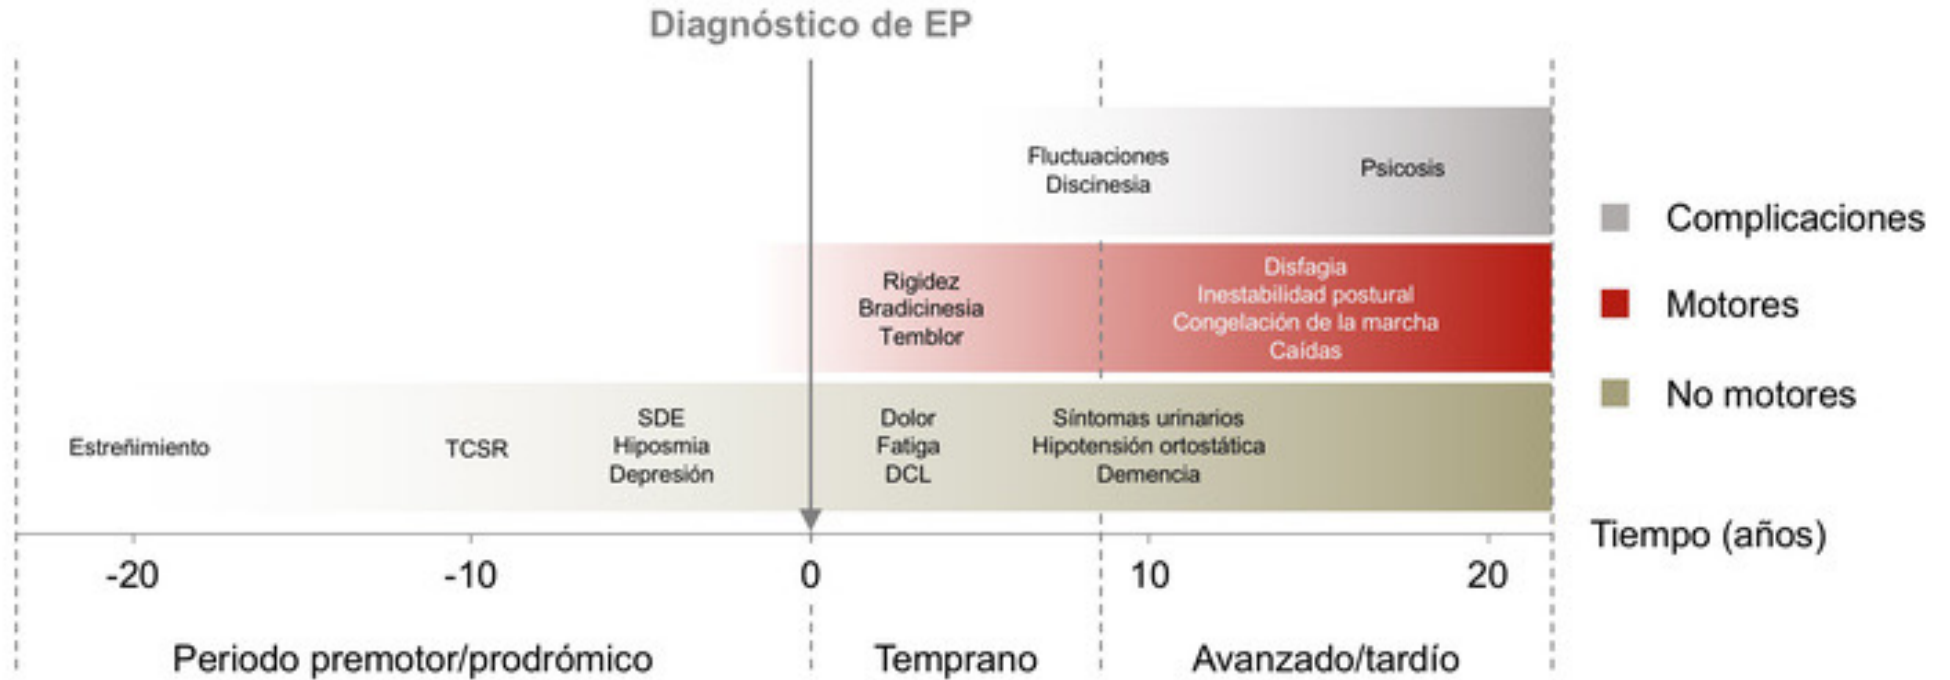 Diagnóstico de EP
Fluctuaciones
Discinesia
Psicosis
Rigidez
Bradicinesia
Temblor
Disfagia
Inestabilidad postural
Congelación de la marcha
Caídas
Estreñimiento
TCSR
SDE
Hiposmia
Depresión
Dolor
Fatiga
DCL
Síntomas urinarios
Hipotensión ortostática
Demencia
Complicaciones
Motores
No motores
Tiempo (años)
-20 -10 0 10 20
Periodo premotor/prodrómico Temprano Avanzado/tardío